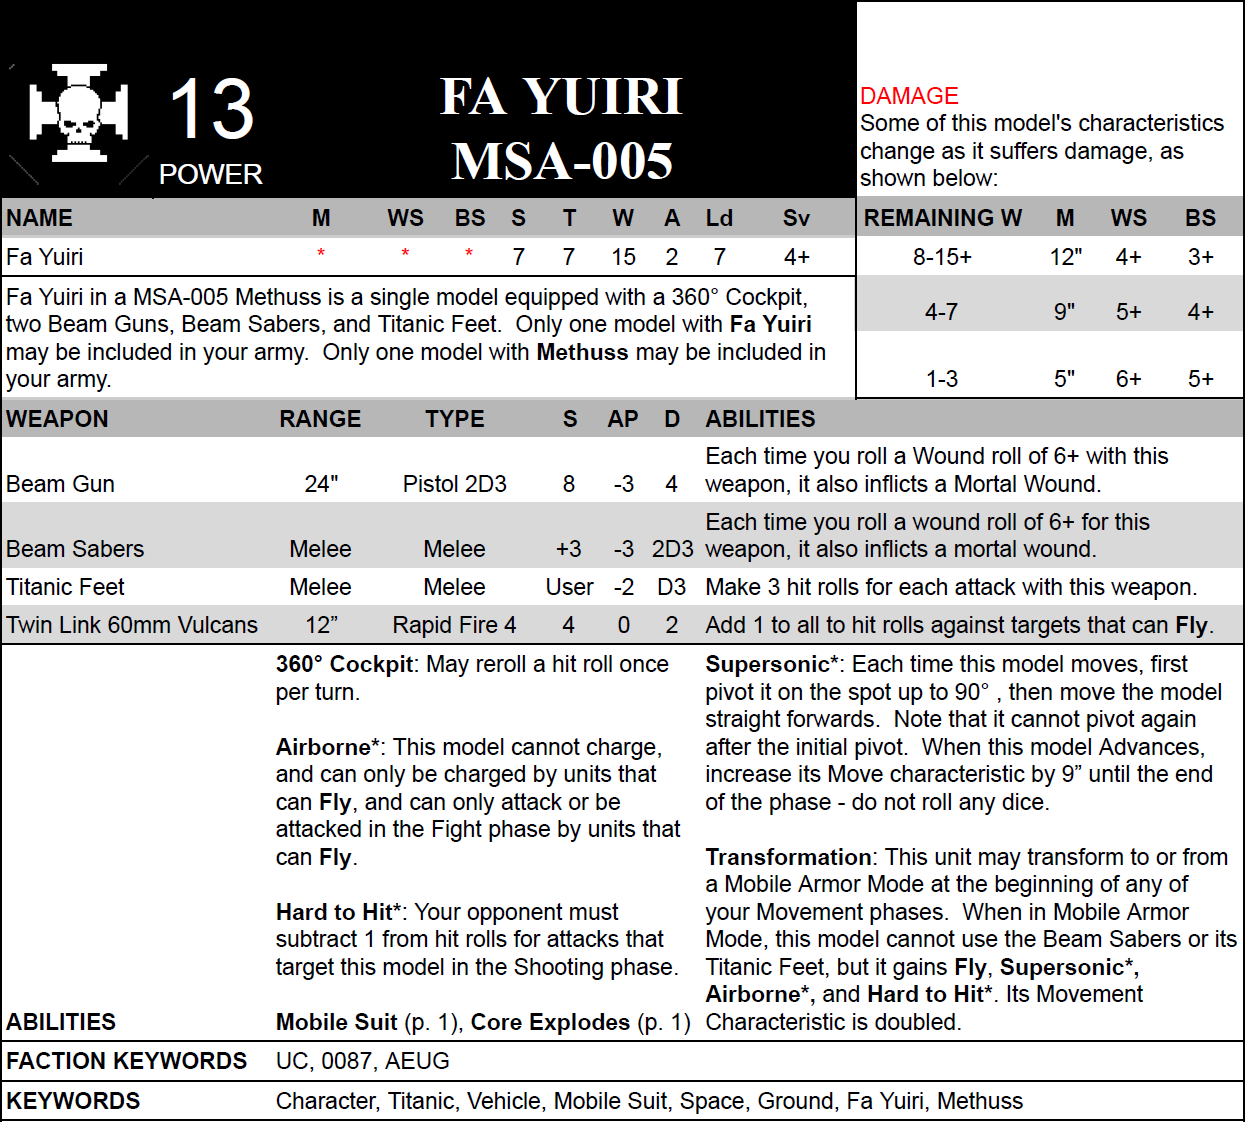 13
POWER
FA YUIRI
MSA-005
DAMAGE
Some of this model's characteristics
change as it suffers damage, as
shown below:
NAME M WS BS S T W A Ld Sv
Fa Yuiri * * * 7 7 15 2 7 4+
REMAINING W M WS BS
8-15+ 12" 4+ 3+
4-7 9" 5+ 4+
1-3 5" 6+ 5+
Fa Yuiri in a MSA-005 Methuss is a single model equipped with a 360° Cockpit,
two Beam Guns, Beam Sabers, and Titanic Feet. Only one model with Fa Yuiri
may be included in your army. Only one model with Methuss may be included in
your army.
WEAPON RANGE TYPE S AP D ABILITIES
Each time you roll a Wound roll of 6+ with this
Beam Gun 24" Pistol 2D3 8 -3 4 weapon, it also inflicts a Mortal Wound.
Each time you roll a wound roll of 6+ for this
Beam Sabers Melee Melee +3 -3 2D3 weapon, it also inflicts a mortal wound.
Titanic Feet Melee Melee User -2 D3 Make 3 hit rolls for each attack with this weapon.
Twin Link 60mm Vulcans 12” Rapid Fire 4 4 0 2 Add 1 to all to hit rolls against targets that can Fly.
ABILITIES
360° Cockpit: May reroll a hit roll once
per turn.
Airborne*: This model cannot charge,
and can only be charged by units that
can Fly, and can only attack or be
attacked in the Fight phase by units that
can Fly.
Hard to Hit*: Your opponent must
subtract 1 from hit rolls for attacks that
target this model in the Shooting phase.
Mobile Suit (p. 1), Core Explodes (p. 1)
Supersonic*: Each time this model moves, first
pivot it on the spot up to 90° , then move the model
straight forwards. Note that it cannot pivot again
after the initial pivot. When this model Advances,
increase its Move characteristic by 9” until the end
of the phase - do not roll any dice.
Transformation: This unit may transform to or from
a Mobile Armor Mode at the beginning of any of
your Movement phases. When in Mobile Armor
Mode, this model cannot use the Beam Sabers or its
Titanic Feet, but it gains Fly, Supersonic*,
Airborne*, and Hard to Hit*. Its Movement
Characteristic is doubled.
FACTION KEYWORDS UC, 0087, AEUG
KEYWORDS Character, Titanic, Vehicle, Mobile Suit, Space, Ground, Fa Yuiri, Methuss